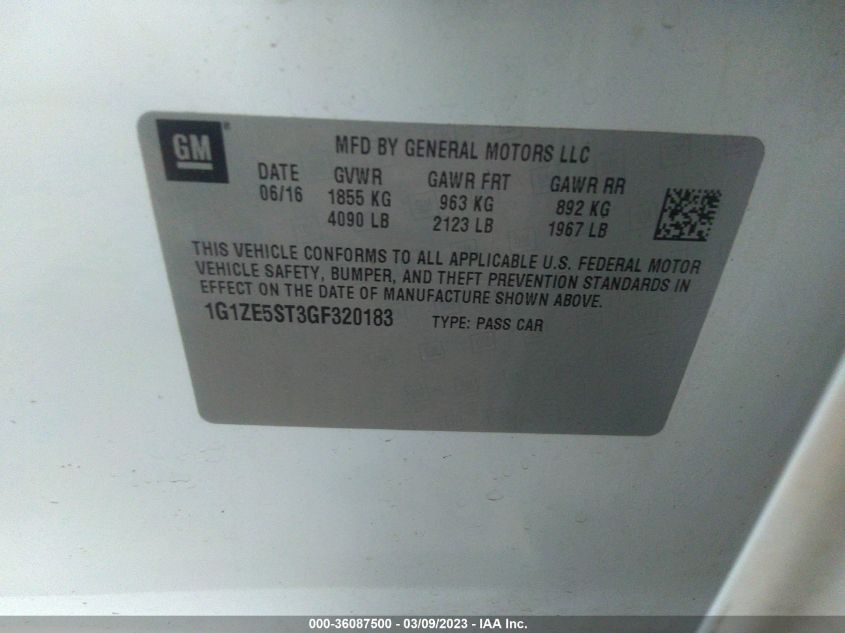 GM®
MFD BY GENERAL MOTORS LLC
DATE GVWR GAWR FRT GAWR RR
06/16 1855 KG 963 KG 892 KG
4090 LB 2123 LB 1967 LB
THIS VEHICLE CONFORMS TO ALL APPLICABLE U.S. FEDERAL MOTOR
VEHICLE SAFETY, BUMPER, AND THEFT PREVENTION STANDARDS IN
EFFECT ON THE DATE OF MANUFACTURE SHOWN ABOVE.
1G1ZE5ST3GF320183 TYPE: PASS CAR
000-36087500 - 03/09/2023 - IAA Inc.